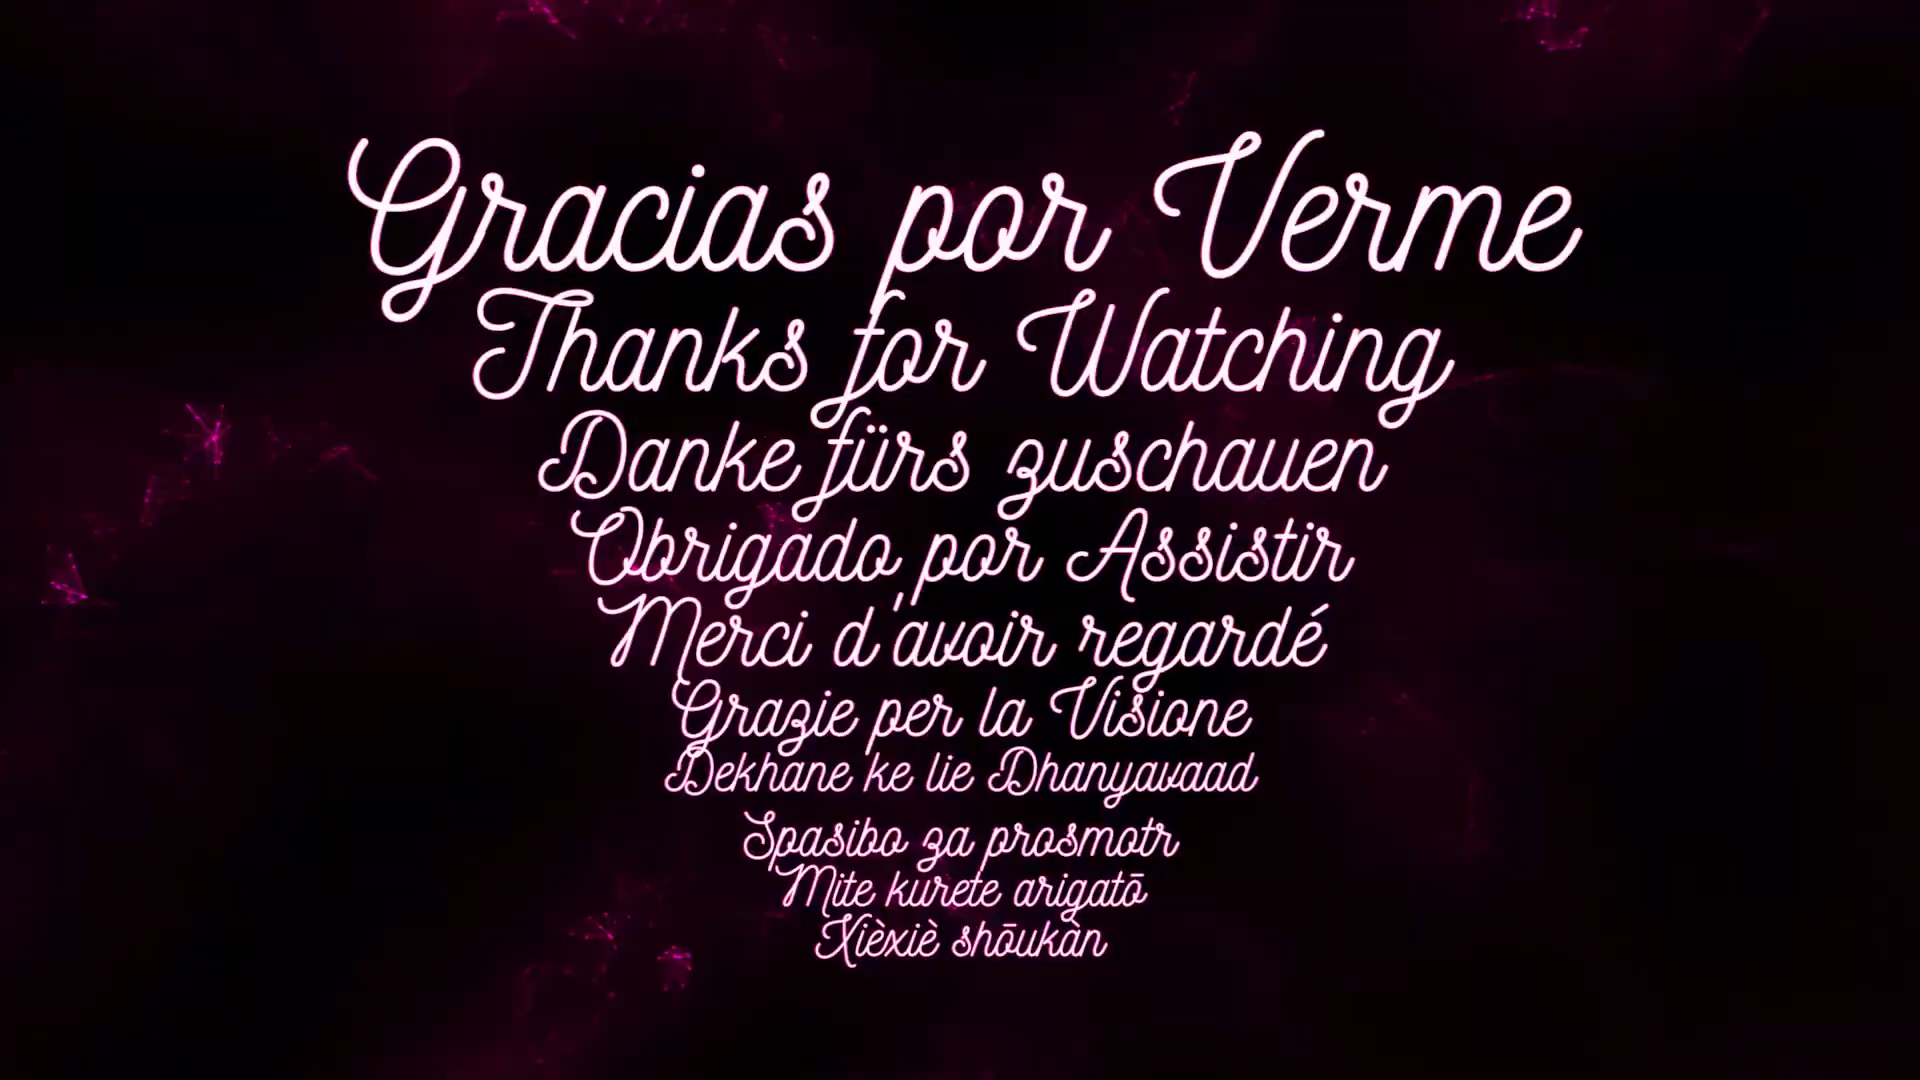 Gracias por Verme
Thanks for Watching
Danke fürs zuschauen
Obrigado por Assistir
Merci d'avoir regardé
Grazie per la Visione
Dekhane ke lie Dhanyavaad
Spasibo za prosmotr
Mite kurete arigatō
Xièxiè shōukàn